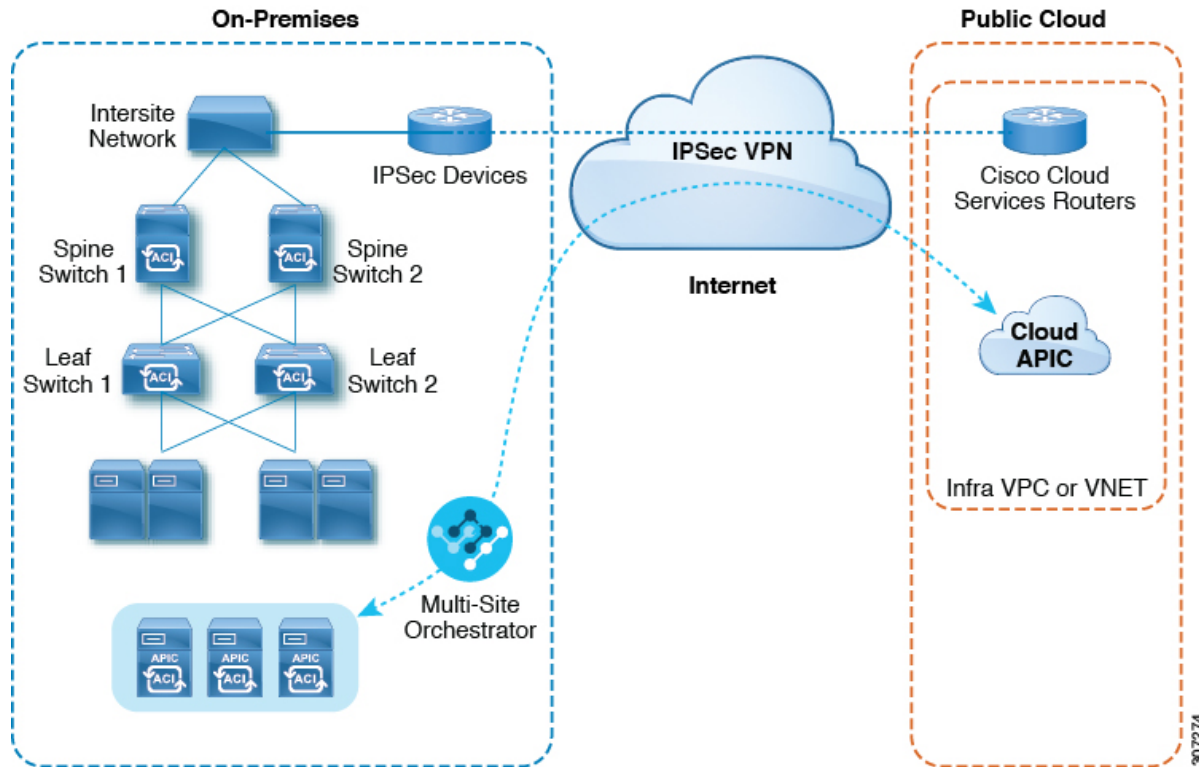 On-Premises
Public Cloud
Intersite
Network
IPSec Devices
IPSec VPN
Cisco Cloud
Services Routers
Spine
Switch 1
ACI
ACI
Spine
Switch 2
Internet
Leaf
Switch 1
ACI
ACI
Leaf
Switch 2
Cloud
APIC
Infra VPC or VNET
Multi-Site
Orchestrator
APIC
ACI
APIC
ACI
APIC
ACI
307274